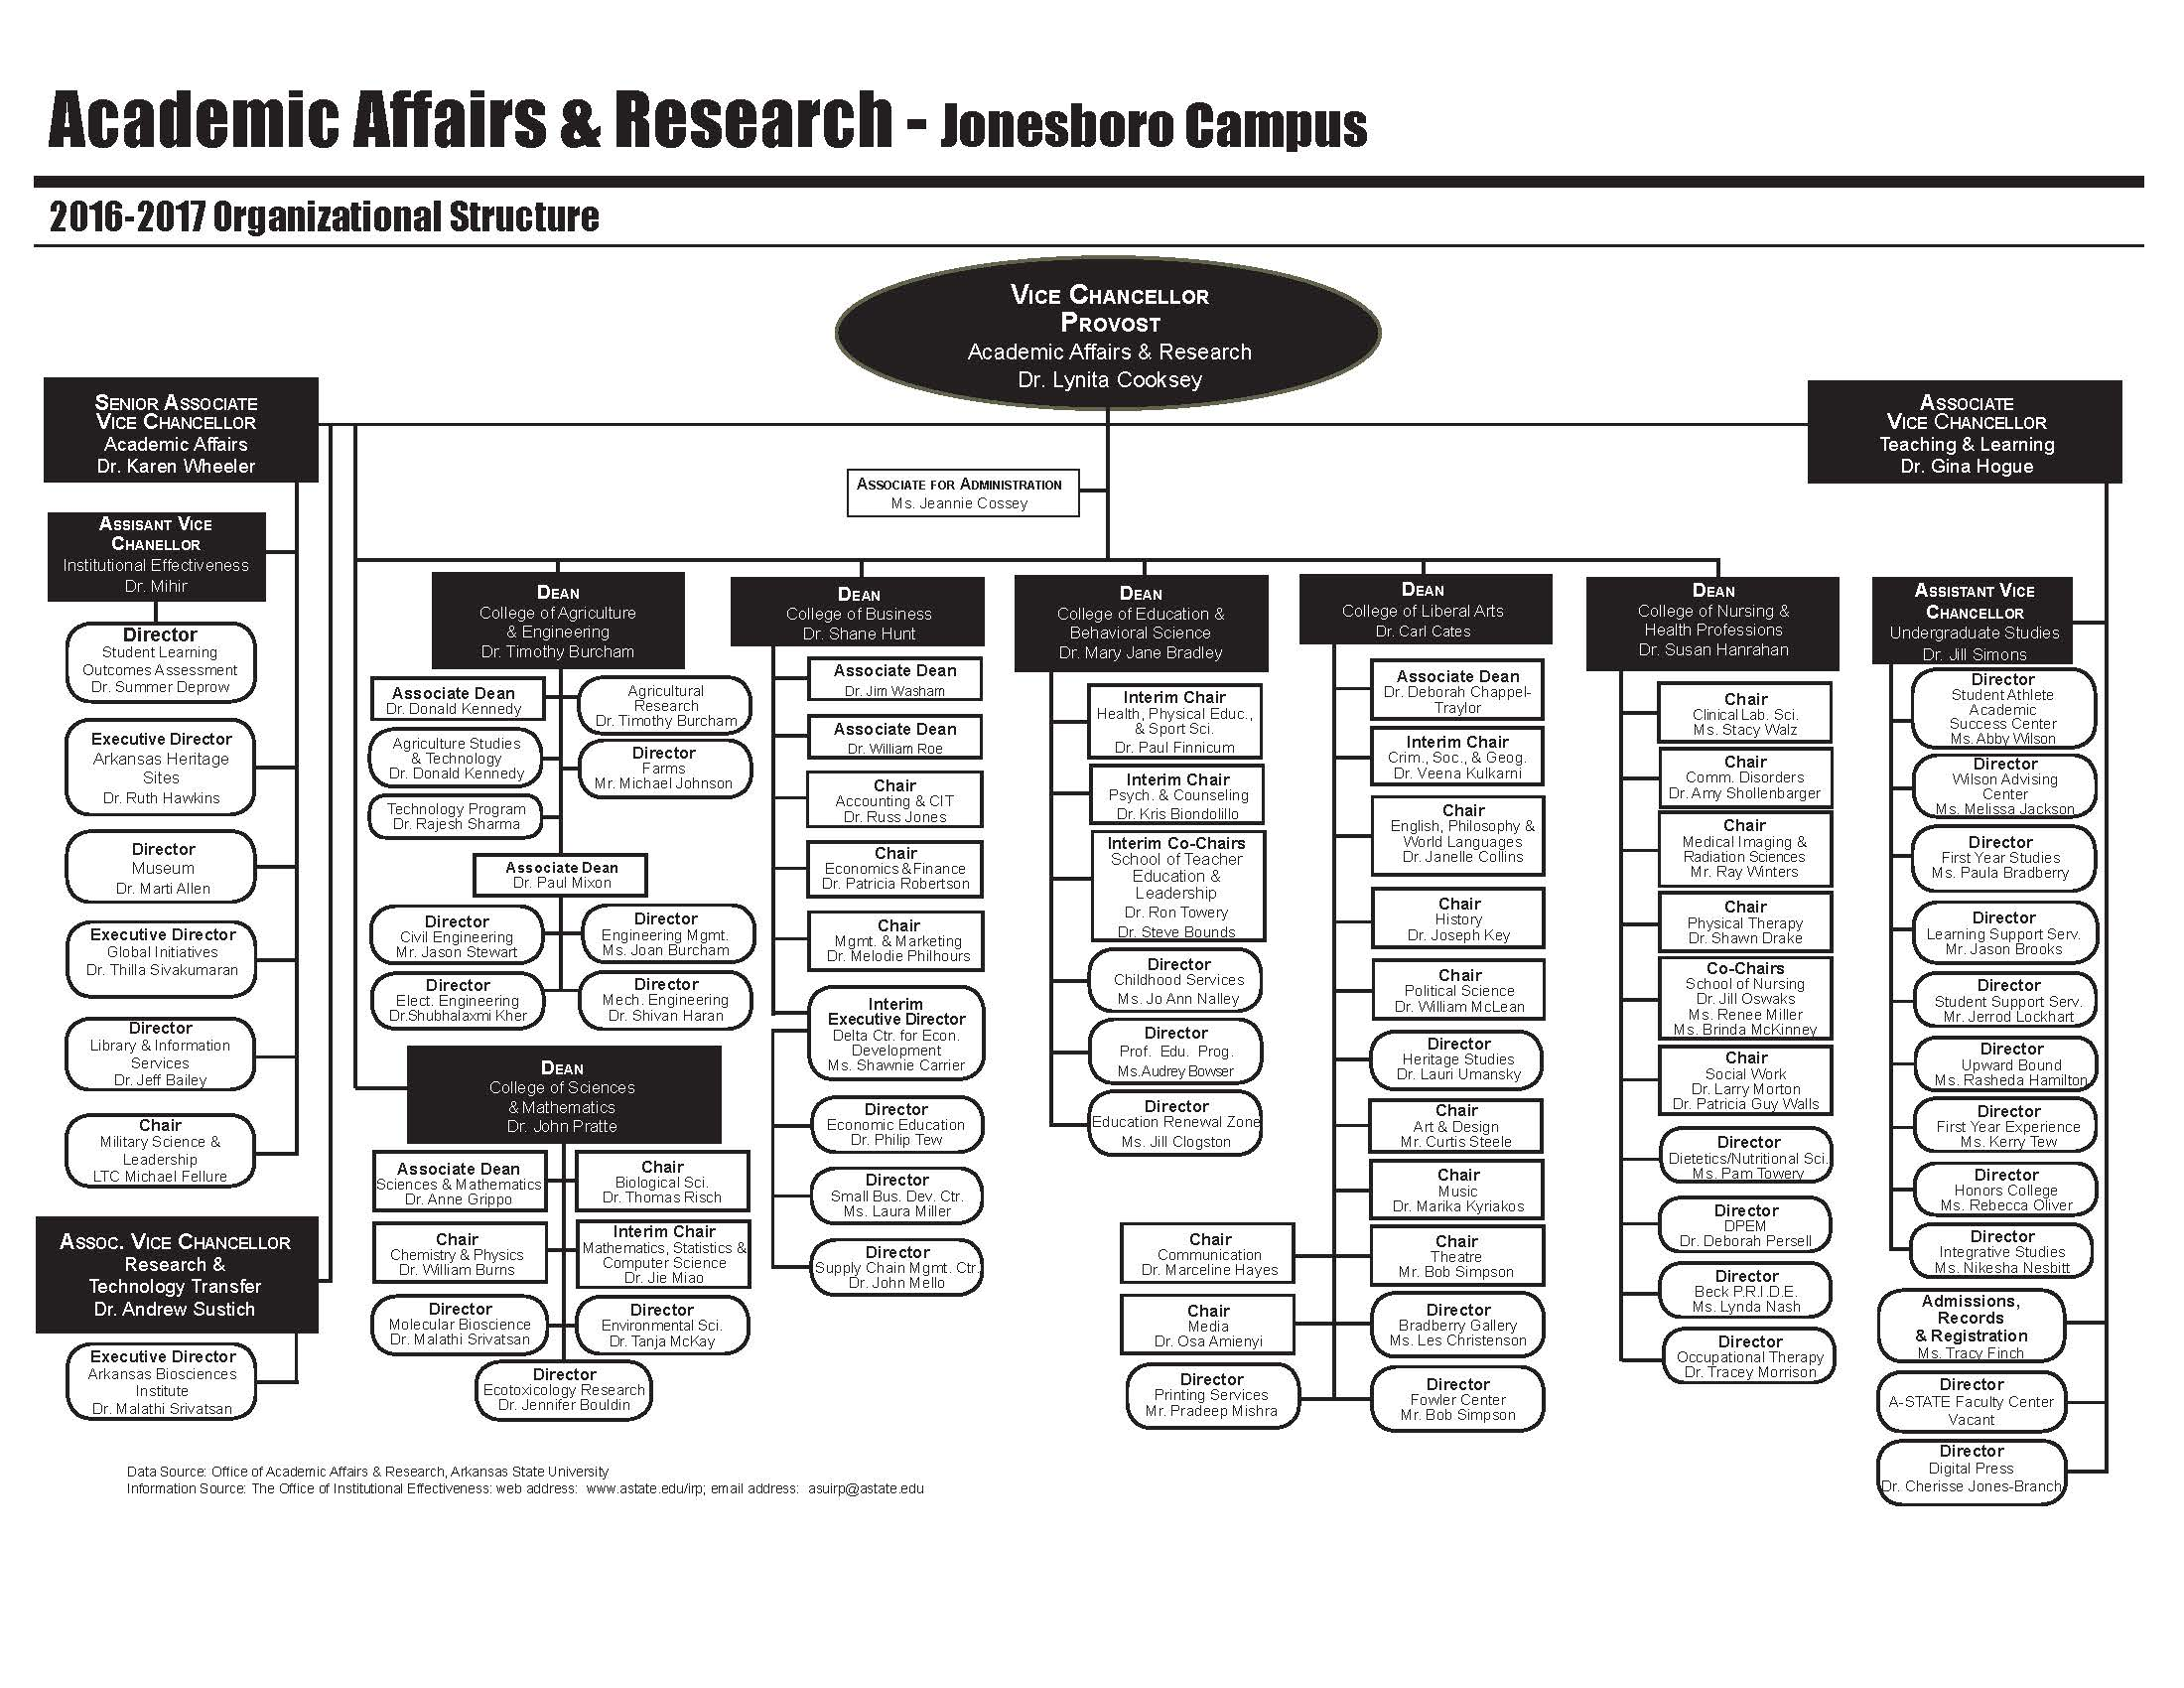 Academic Affairs & Research - Jonesboro Campus
2016-2017 Organizational Structure
VICE CHANCELLOR
PROVOST
Academic Affairs & Research
Dr. Lynita Cooksey
SENIOR ASSOCIATE
VICE CHANCELLOR
Academic Affairs
Dr. Karen Wheeler
ASSOCIATE
VICE CHANCELLOR
Teaching & Learning
Dr. Gina Hogue
ASSOCIATE FOR ADMINISTRATION
Ms. Jeannie Cossey
ASSISANT VICE
CHANELLOR
Institutional Effectiveness
Dr. Mihir
Director
Student Learning
Outcomes Assessment
Dr. Summer Deprow
Executive Director
Arkansas Heritage
Sites
Dr. Ruth Hawkins
Director
Museum
Dr. Marti Allen
Executive Director
Global Initiatives
Dr. Thilla Sivakumaran
Director
Library & Information
Services
Dr. Jeff Bailey
Chair
Military Science &
Leadership
LTC Michael Fellure
ASSOC. VICE CHANCELLOR
Research &
Technology Transfer
Dr. Andrew Sustich
Executive Director
Arkansas Biosciences
Institute
Dr. Malathi Srivatsan
DEAN
College of Agriculture
& Engineering
Dr. Timothy Burcham
Associate Dean
Dr. Donald Kennedy
Agricultural
Research
Dr. Timothy Burcham
Agriculture Studies
& Technology
Dr. Donald Kennedy
Director
Farms
Mr. Michael Johnson
Technology Program
Dr. Rajesh Sharma
Associate Dean
Dr. Paul Mixon
Director
Civil Engineering
Mr. Jason Stewart
Director
Engineering Mgmt.
Ms. Joan Burcham
Director
Elect. Engineering
Dr.Shubhalaxmi Kher
Director
Mech. Engineering
Dr. Shivan Haran
DEAN
College of Sciences
& Mathematics
Dr. John Pratte
Associate Dean
Sciences & Mathematics
Dr. Anne Grippo
Chair
Biological Sci.
Dr. Thomas Risch
Chair
Chemistry & Physics
Dr. William Burns
Interim Chair
Mathematics, Statistics &
Computer Science
Dr. Jie Miao
Director
Molecular Bioscience
Dr. Malathi Srivatsan
Director
Environmental Sci.
Dr. Tanja McKay
Director
Ecotoxicology Research
Dr. Jennifer Bouldin
DEAN
College of Business
Dr. Shane Hunt
Associate Dean
Dr. Jim Washam
Associate Dean
Dr. William Roe
Chair
Accounting & CIT
Dr. Russ Jones
Chair
Economics &Finance
Dr. Patricia Robertson
Chair
Mgmt. & Marketing
Dr. Melodie Philhours
Interim
Executive Director
Delta Ctr. for Econ.
Development
Ms. Shawnie Carrier
Director
Economic Education
Dr. Philip Tew
Director
Small Bus. Dev. Ctr.
Ms. Laura Miller
Director
Supply Chain Mgmt. Ctr.
Dr. John Mello
DEAN
College of Education &
Behavioral Science
Dr. Mary Jane Bradley
Interim Chair
Health, Physical Educ.,
& Sport Sci.
Dr. Paul Finnicum
Interim Chair
Psych. & Counseling
Dr. Kris Biondolillo
Interim Co-Chairs
School of Teacher
Education &
Leadership
Dr. Ron Towery
Dr. Steve Bounds
Director
Childhood Services
Ms. Jo Ann Nalley
Director
Prof. Edu. Prog.
Ms.Audrey Bowser
Director
Education Renewal Zone
Ms. Jill Clogston
DEAN
College of Liberal Arts
Dr. Carl Cates
Associate Dean
Dr. Deborah Chappel-
Traylor
Interim Chair
Crim., Soc., & Geog.
Dr. Veena Kulkarni
Chair
English, Philosophy &
World Languages
Dr. Janelle Collins
Chair
History
Dr. Joseph Key
Chair
Political Science
Dr. William McLean
Director
Heritage Studies
Dr. Lauri Umansky
Chair
Art & Design
Mr. Curtis Steele
Chair
Music
Dr. Marika Kyriakos
Chair
Communication
Dr. Marceline Hayes
Chair
Theatre
Mr. Bob Simpson
Chair
Media
Dr. Osa Amienyi
Director
Bradberry Gallery
Ms. Les Christenson
Director
Printing Services
Mr. Pradeep Mishra
Director
Fowler Center
Mr. Bob Simpson
DEAN
College of Nursing &
Health Professions
Dr. Susan Hanrahan
Chair
Clinical Lab. Sci.
Ms. Stacy Walz
Chair
Comm. Disorders
Dr. Amy Shollenbarger
Chair
Medical Imaging &
Radiation Sciences
Mr. Ray Winters
Chair
Physical Therapy
Dr. Shawn Drake
Co-Chairs
School of Nursing
Dr. Jill Oswaks
Ms. Renee Miller
Ms. Brinda McKinney
Chair
Social Work
Dr. Larry Morton
Dr. Patricia Guy Walls
Director
Dietetics/Nutritional Sci.
Ms. Pam Towery
Director
DPEM
Dr. Deborah Persell
Director
Beck P.R.I.D.E.
Ms. Lynda Nash
Director
Occupational Therapy
Dr. Tracey Morrison
ASSISTANT VICE
CHANCELLOR
Undergraduate Studies
Dr. Jill Simons
Director
Student Athlete
Academic
Success Center
Ms. Abby Wilson
Director
Wilson Advising
Center
Ms. Melissa Jackson
Director
First Year Studies
Ms. Paula Bradberry
Director
Learning Support Serv.
Mr. Jason Brooks
Director
Student Support Serv.
Mr. Jerrod Lockhart
Director
Upward Bound
Ms. Rasheda Hamilton
Director
First Year Experience
Ms. Kerry Tew
Director
Honors College
Ms. Rebecca Oliver
Director
Integrative Studies
Ms. Nikesha Nesbitt
Admissions,
Records
& Registration
Ms. Tracy Finch
Director
A-STATE Faculty Center
Vacant
Director
Digital Press
Dr. Cherisse Jones-Branch
Data Source: Office of Academic Affairs & Research, Arkansas State University
Information Source: The Office of Institutional Effectiveness: web address: www.astate.edu/irp; email address: asuirp@astate.edu